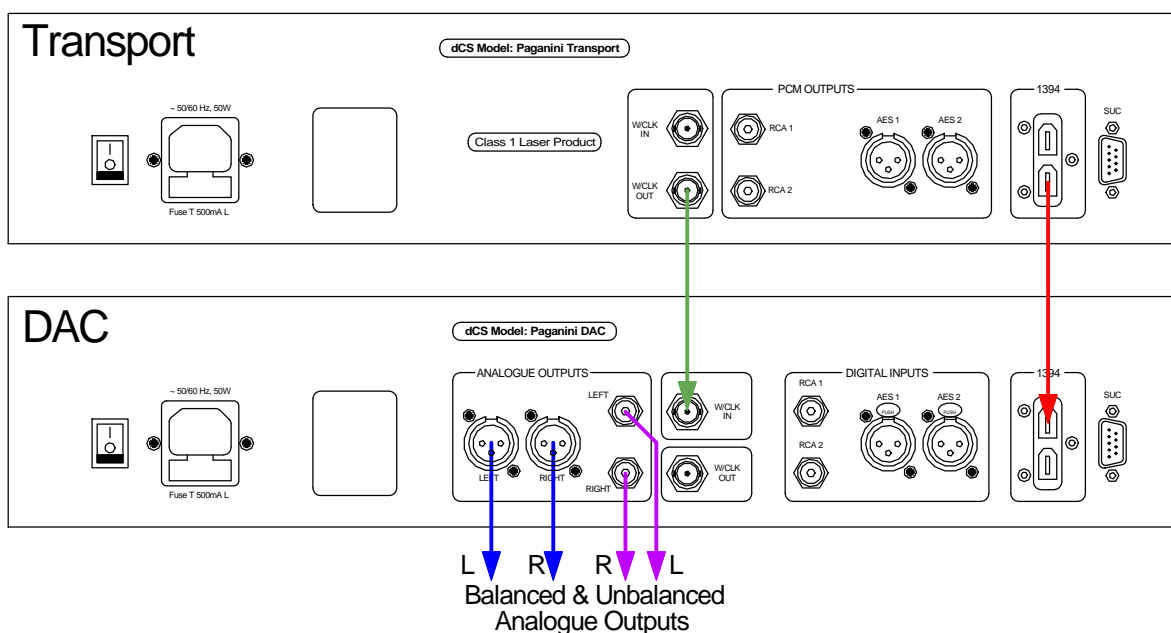 Transport
dCS Model: Paganini Transport
~ 50/60 Hz, 50W
PCM OUTPUTS
1394
SUC
W/CLK
IN
RCA 1
AES 1
AES 2
Class 1 Laser Product
W/CLK
OUT
RCA 2
Fuse T 500mA L
DAC
dCS Model: Paganini DAC
~ 50/60 Hz, 50W
ANALOGUE OUTPUTS
DIGITAL INPUTS
1394
SUC
LEFT
W/CLK
IN
RCA 1
AES 1
AES 2
PUSH
PUSH
RCA 2
W/CLK
OUT
LEFT
RIGHT
RIGHT
Fuse T 500mA L
L R R L
Balanced & Unbalanced
Analogue Outputs